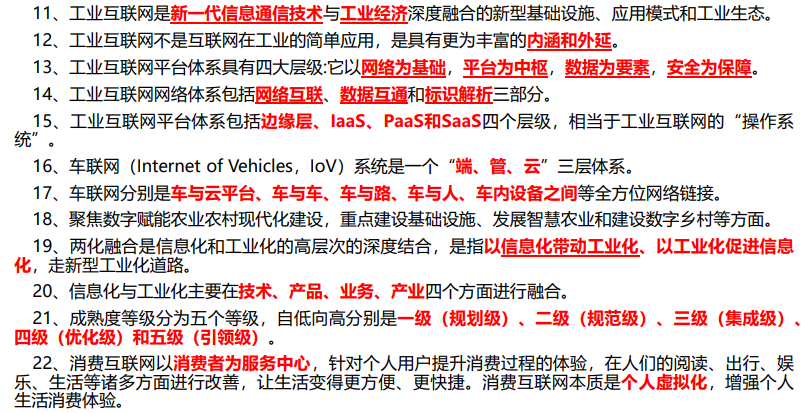 11、工业互联网是新一代信息通信技术与工业经济深度融合的新型基础设施、应用模式和工业生态。
12、工业互联网不是互联网在工业的简单应用，是具有更为丰富的内涵和外延。
13、工业互联网平台体系具有四大层级:它以网络为基础，平台为中枢，数据为要素，安全为保障。
14、工业互联网网络体系包括网络互联、数据互通和标识解析三部分。
15、工业互联网平台体系包括边缘层、IaaS、PaaS和SaaS四个层级，相当于工业互联网的“操作系
统”。
16、车联网（Internet of Vehicles，IoV）系统是一个“端、管、云”三层体系。
17、车联网分别是车与云平台、车与车、车与路、车与人、车内设备之间等全方位网络链接。
18、聚焦数字赋能农业农村现代化建设，重点建设基础设施、发展智慧农业和建设数字乡村等方面。
19、两化融合是信息化和工业化的高层次的深度结合，是指以信息化带动工业化、以工业化促进信息
化，走新型工业化道路。
20、信息化与工业化主要在技术、产品、业务、产业四个方面进行融合。
21、成熟度等级分为五个等级，自低向高分别是一级（规划级）、二级（规范级）、三级（集成级）、
四级（优化级）和五级（引领级）。
22、消费互联网以消费者为服务中心，针对个人用户提升消费过程的体验，在人们的阅读、出行、娱
乐、生活等诸多方面进行改善，让生活变得更方便、更快捷。消费互联网本质是个人虚拟化，增强个人
生活消费体验。